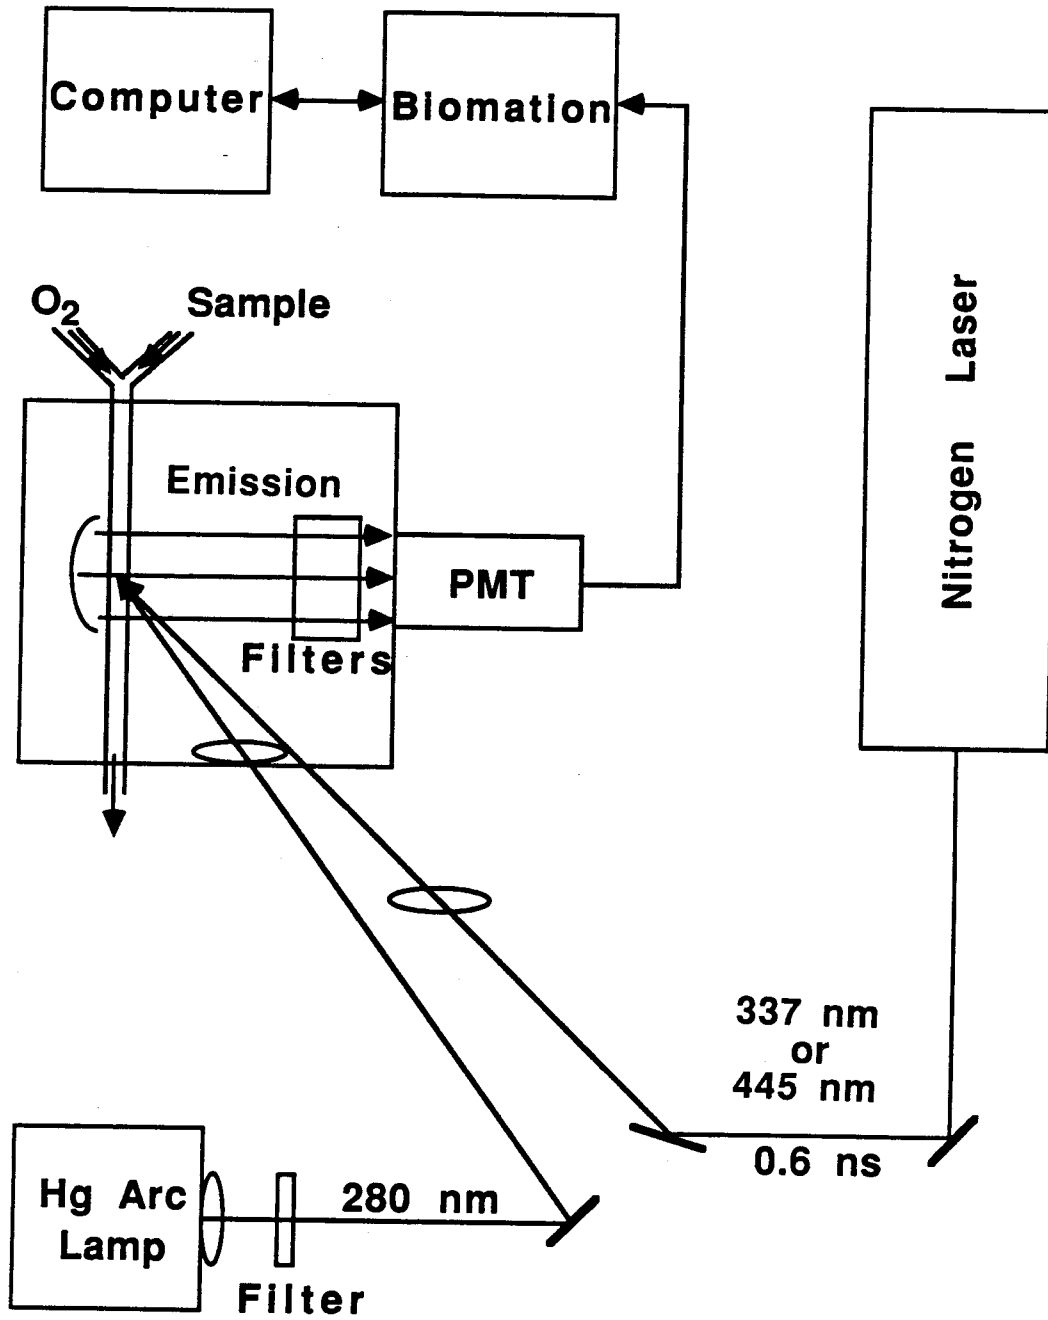 Computer
Biomation
O2
Sample
Nitrogen Laser
Emission
PMT
Filters
337 nm
or
445 nm
0.6 ns
Hg Arc
Lamp
280 nm
Filter